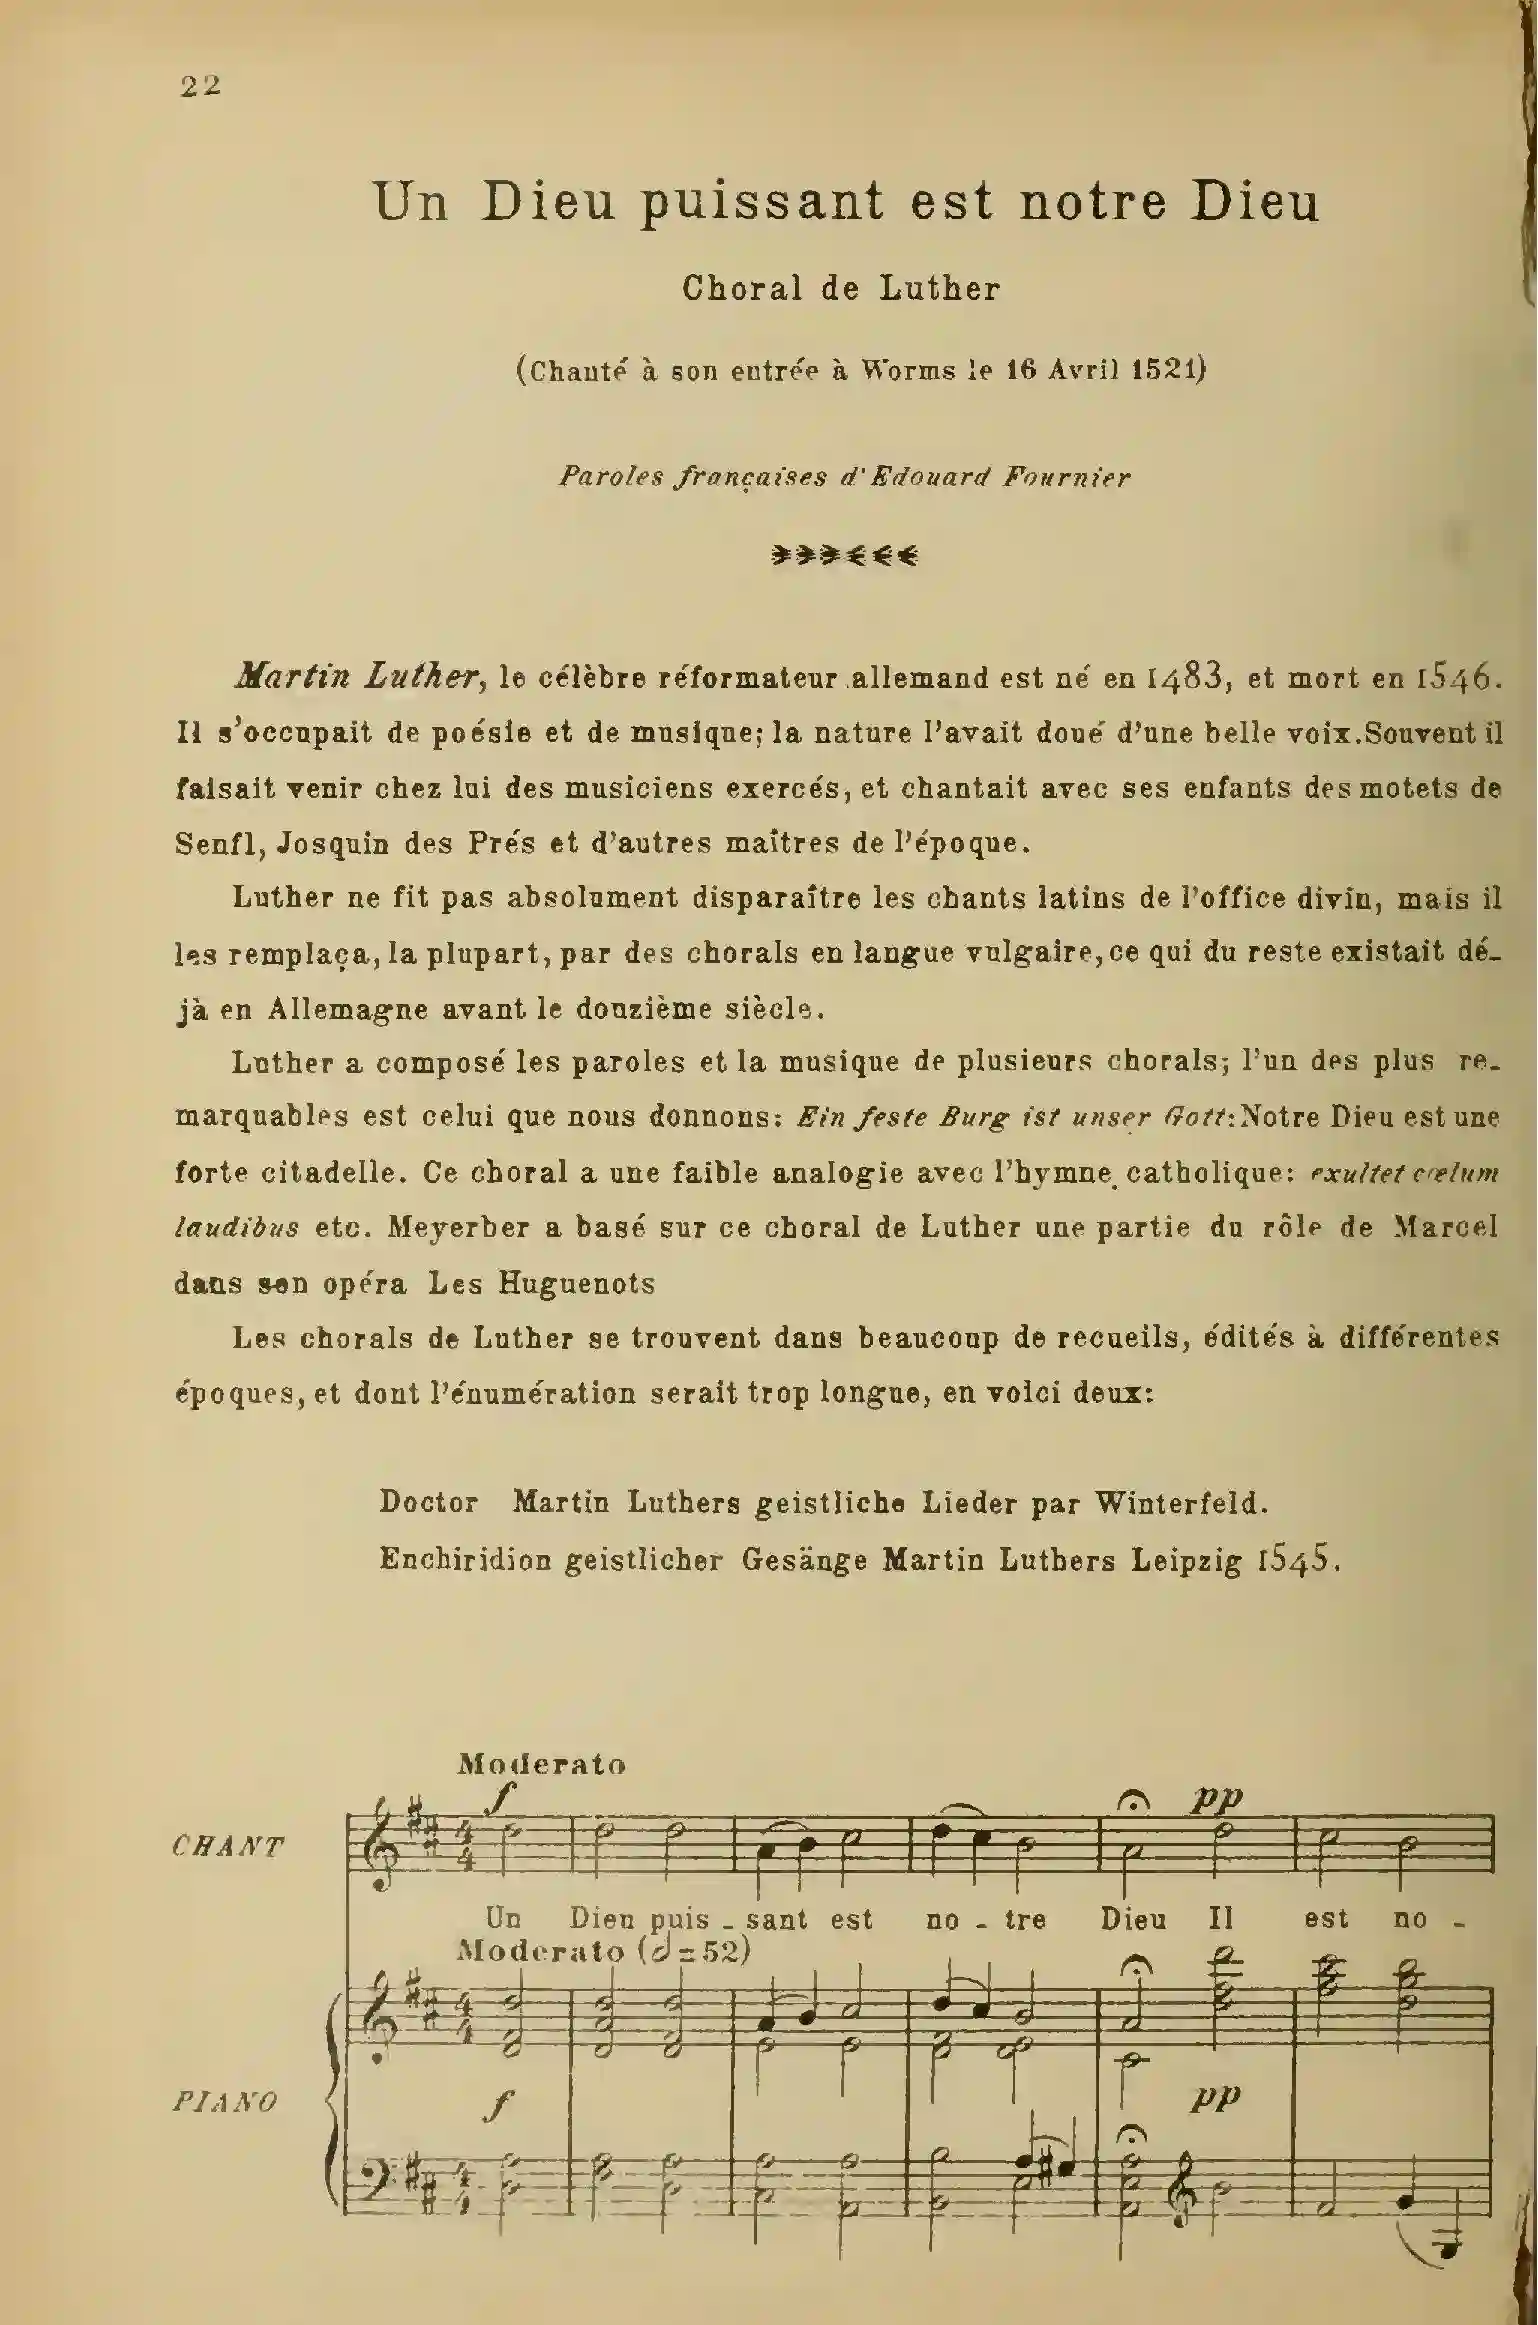 22
Un Dieu puissant est notre Dieu
Choral de Luther
(Chanté à son entrée à Worms le 16 Avril 1521)
Paroles françaises d'Edouard Fournier
Martin Luther, le célèbre réformateur allemand est né en 1483, et mort en 1546.
Il s'occupait de poésie et de musique; la nature l'avait doué d'une belle voix. Souvent il
faisait venir chez lui des musiciens exercés, et chantait avec ses enfants des motets de
Senfl, Josquin des Prés et d'autres maîtres de l'époque.
Luther ne fit pas absolument disparaître les chants latins de l'office divin, mais il
les remplaça, la plupart, par des chorals en langue vulgaire, ce qui du reste existait dé-
jà en Allemagne avant le douzième siècle.
Luther a composé les paroles et la musique de plusieurs chorals; l'un des plus re-
marquables est celui que nous donnons: Ein feste Burg ist unser Gott: Notre Dieu est une
forte citadelle. Ce choral a une faible analogie avec l'hymne catholique: exultet cœlum
laudibus etc. Meyerber a basé sur ce choral de Luther une partie du rôle de Marcel
dans son opéra Les Huguenots
Les chorals de Luther se trouvent dans beaucoup de recueils, édités à différentes
époques, et dont l'énumération serait trop longue, en voici deux:
Doctor Martin Luthers geistliche Lieder par Winterfeld.
Enchiridion geistlicher Gesänge Martin Luthers Leipzig 1545.
Moderato
f pp
CHANT 4 4
Un Dieu puis - sant est no - tre Dieu Il est no -
Moderato (𝅗𝅥 = 52)
4 4
PIANO f pp
4 4